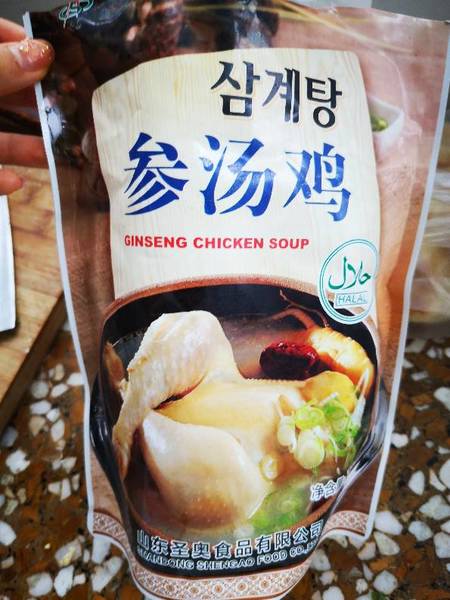 삼계탕
参汤鸡
GINSENG CHICKEN SOUP
حلال
HALAL
净含
山东圣奥食品有限公司
SHANDONG SHENGAO FOOD CO.,